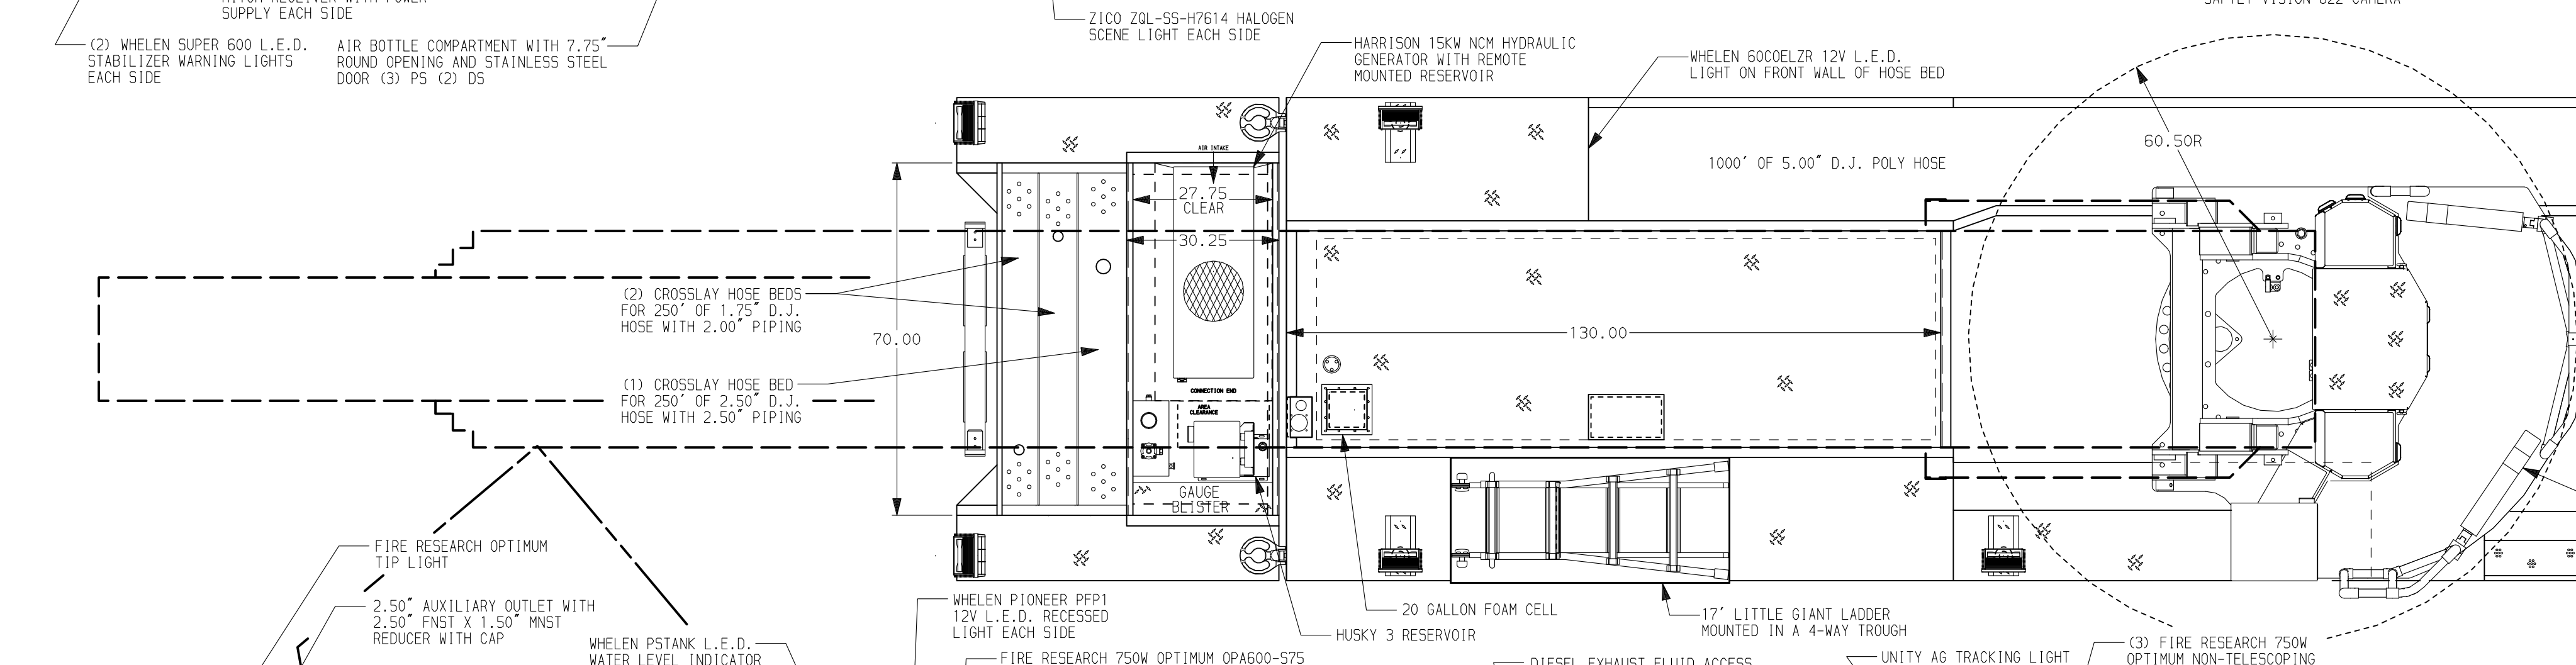 HITCH RECEIVER WITH POWER
SUPPLY EACH SIDE
(2) WHELEN SUPER 600 L.E.D.
STABILIZER WARNING LIGHTS
EACH SIDE
AIR BOTTLE COMPARTMENT WITH 7.75"
ROUND OPENING AND STAINLESS STEEL
DOOR (3) PS (2) DS
ZICO ZQL-SS-H7614 HALOGEN
SCENE LIGHT EACH SIDE
HARRISON 15KW NCM HYDRAULIC
GENERATOR WITH REMOTE
MOUNTED RESERVOIR
WHELEN 60C0ELZR 12V L.E.D.
LIGHT ON FRONT WALL OF HOSE BED
SAFTEY VISION 622 CAMERA
60.50R
1000' OF 5.00" D.J. POLY HOSE
AIR INTAKE
27.75
CLEAR
30.25
(2) CROSSLAY HOSE BEDS
FOR 250' OF 1.75" D.J.
HOSE WITH 2.00" PIPING
70.00
130.00
(1) CROSSLAY HOSE BED
FOR 250' OF 2.50" D.J.
HOSE WITH 2.50" PIPING
CONNECTION END
AREA
CLEARANCE
GAUGE
BLISTER
FIRE RESEARCH OPTIMUM
TIP LIGHT
2.50" AUXILIARY OUTLET WITH
2.50" FNST X 1.50" MNST
REDUCER WITH CAP
WHELEN PSTANK L.E.D.
WATER LEVEL INDICATOR
WHELEN PIONEER PFP1
12V L.E.D. RECESSED
LIGHT EACH SIDE
FIRE RESEARCH 750W OPTIMUM OPA600-S75
HUSKY 3 RESERVOIR
20 GALLON FOAM CELL
17' LITTLE GIANT LADDER
MOUNTED IN A 4-WAY TROUGH
DIESEL EXHAUST FLUID ACCESS
UNITY AG TRACKING LIGHT
(3) FIRE RESEARCH 750W
OPTIMUM NON-TELESCOPING